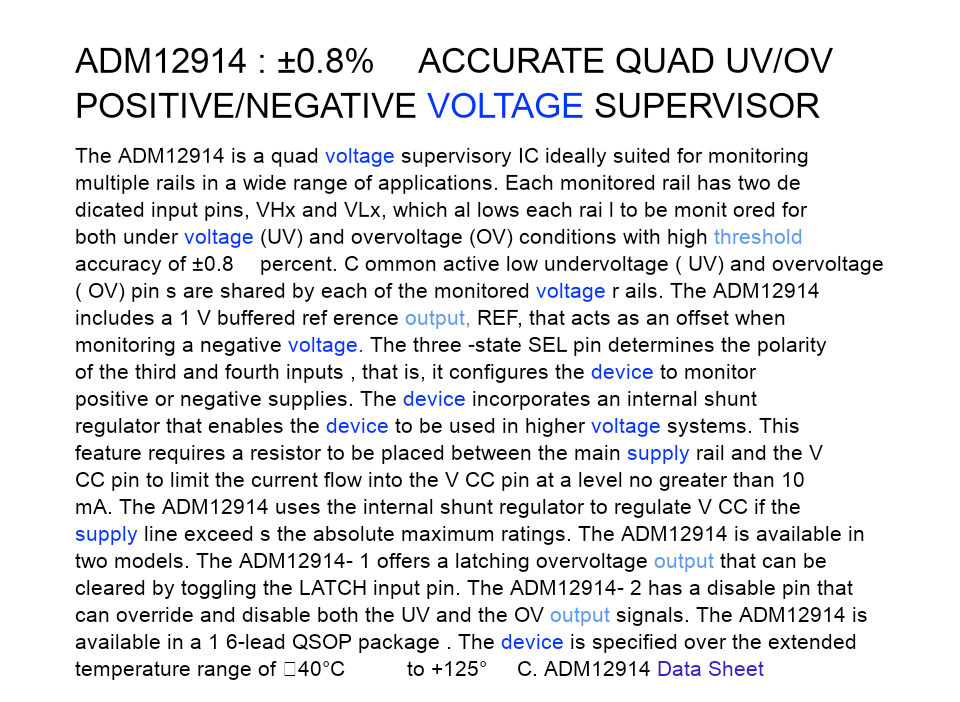 ADM12914 : ±0.8% ACCURATE QUAD UV/OV
POSITIVE/NEGATIVE VOLTAGE SUPERVISOR
The ADM12914 is a quad voltage supervisory IC ideally suited for monitoring
multiple rails in a wide range of applications. Each monitored rail has two de
dicated input pins, VHx and VLx, which al lows each rai l to be monit ored for
both under voltage (UV) and overvoltage (OV) conditions with high threshold
accuracy of ±0.8 percent. C ommon active low undervoltage ( UV) and overvoltage
( OV) pin s are shared by each of the monitored voltage r ails. The ADM12914
includes a 1 V buffered ref erence output, REF, that acts as an offset when
monitoring a negative voltage. The three -state SEL pin determines the polarity
of the third and fourth inputs , that is, it configures the device to monitor
positive or negative supplies. The device incorporates an internal shunt
regulator that enables the device to be used in higher voltage systems. This
feature requires a resistor to be placed between the main supply rail and the V
CC pin to limit the current flow into the V CC pin at a level no greater than 10
mA. The ADM12914 uses the internal shunt regulator to regulate V CC if the
supply line exceed s the absolute maximum ratings. The ADM12914 is available in
two models. The ADM12914- 1 offers a latching overvoltage output that can be
cleared by toggling the LATCH input pin. The ADM12914- 2 has a disable pin that
can override and disable both the UV and the OV output signals. The ADM12914 is
available in a 1 6-lead QSOP package . The device is specified over the extended
temperature range of 40°C to +125° C. ADM12914 Data Sheet